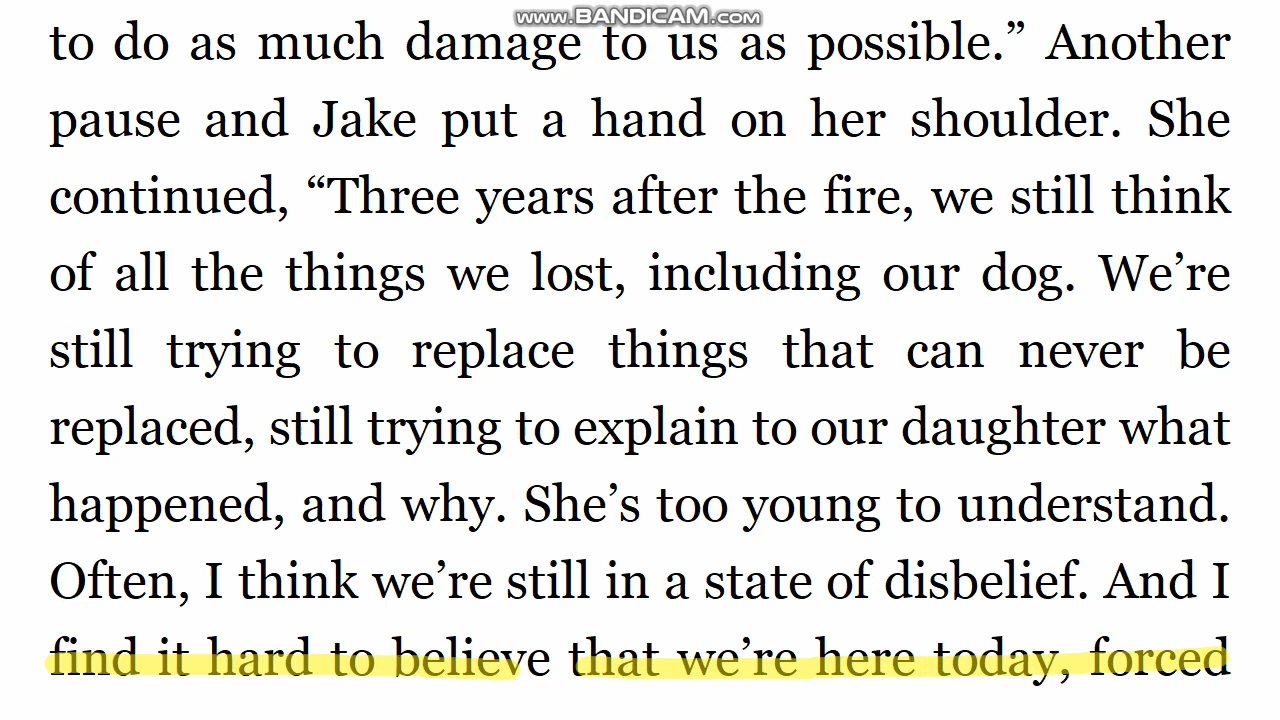 www.BANDICAM.com
to do as much damage to us as possible.” Another
pause and Jake put a hand on her shoulder. She
continued, “Three years after the fire, we still think
of all the things we lost, including our dog. We’re
still trying to replace things that can never be
replaced, still trying to explain to our daughter what
happened, and why. She’s too young to understand.
Often, I think we’re still in a state of disbelief. And I
find it hard to believe that we’re here today, forced